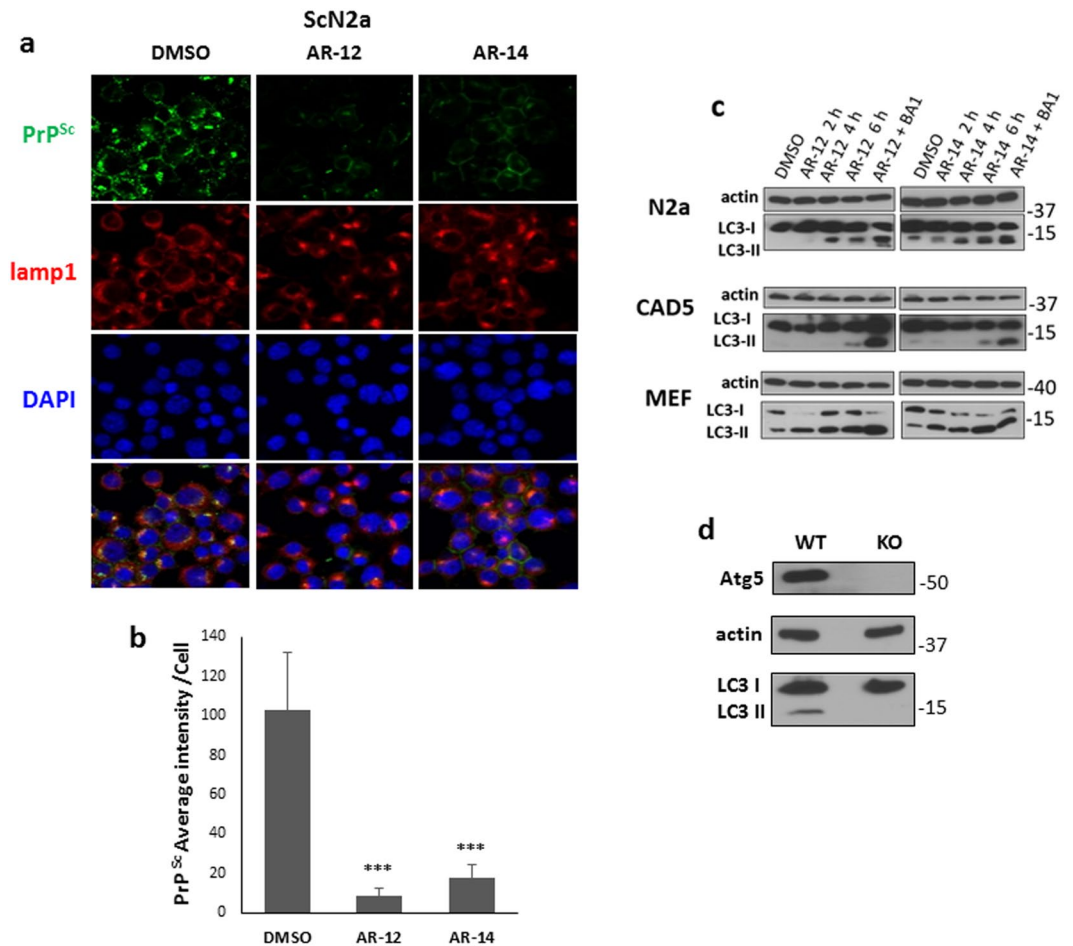 a
ScN2a
DMSO AR-12 AR-14
PrPSc
lamp1
DAPI
b
PrP Sc Average intensity /Cell
140
120
100
80
60
40
20
0
***
***
DMSO AR-12 AR-14
c
DMSO
AR-12 2 h
AR-12 4 h
AR-12 6 h
AR-12 + BA1
DMSO
AR-14 2 h
AR-14 4 h
AR-14 6 h
AR-14 + BA1
N2a
actin
-37
LC3-I
-15
LC3-II
CAD5
actin
-37
LC3-I
-15
LC3-II
MEF
actin
-40
LC3-I
-15
LC3-II
d
WT KO
Atg5
-50
actin
-37
LC3 I
LC3 II
-15